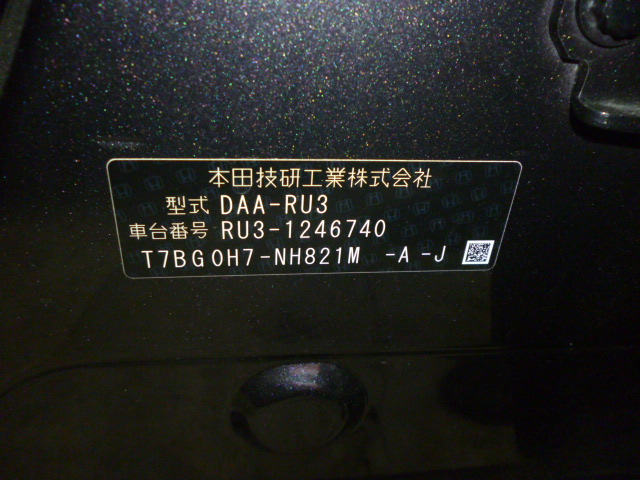 本田技研工業株式会社
型式 DAA-RU3
車台番号 RU3-1246740
T7BG0H7-NH821M -A -J